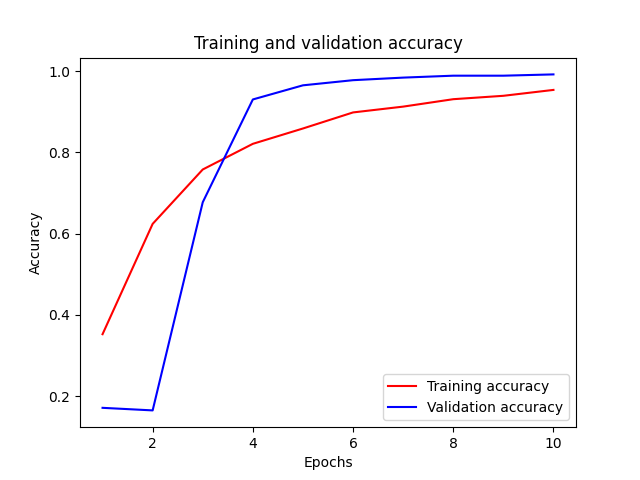 Training and validation accuracy
1.0
0.8
0.6
0.4
0.2
Accuracy
2 4 6 8 10
Epochs
Training accuracy
Validation accuracy